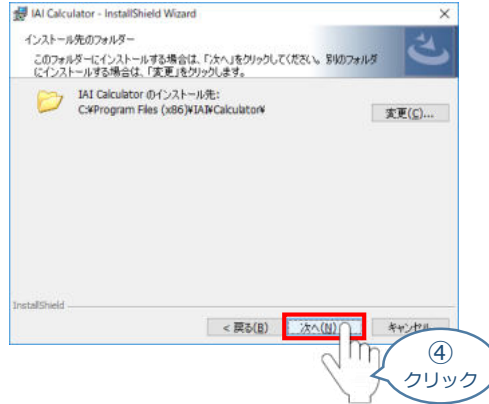 IAI Calculator - InstallShield Wizard
インストール先のフォルダー
このフォルダーにインストールする場合は、「次へ」をクリックしてください。別のフォルダ
にインストールする場合は、「変更」をクリックします。
IAI Calculator のインストール先:
C:¥Program Files (x86)¥IAI¥Calculator¥
変更(C)...
InstallShield
< 戻る(B)
次へ(N)
キャンセル
④
クリック